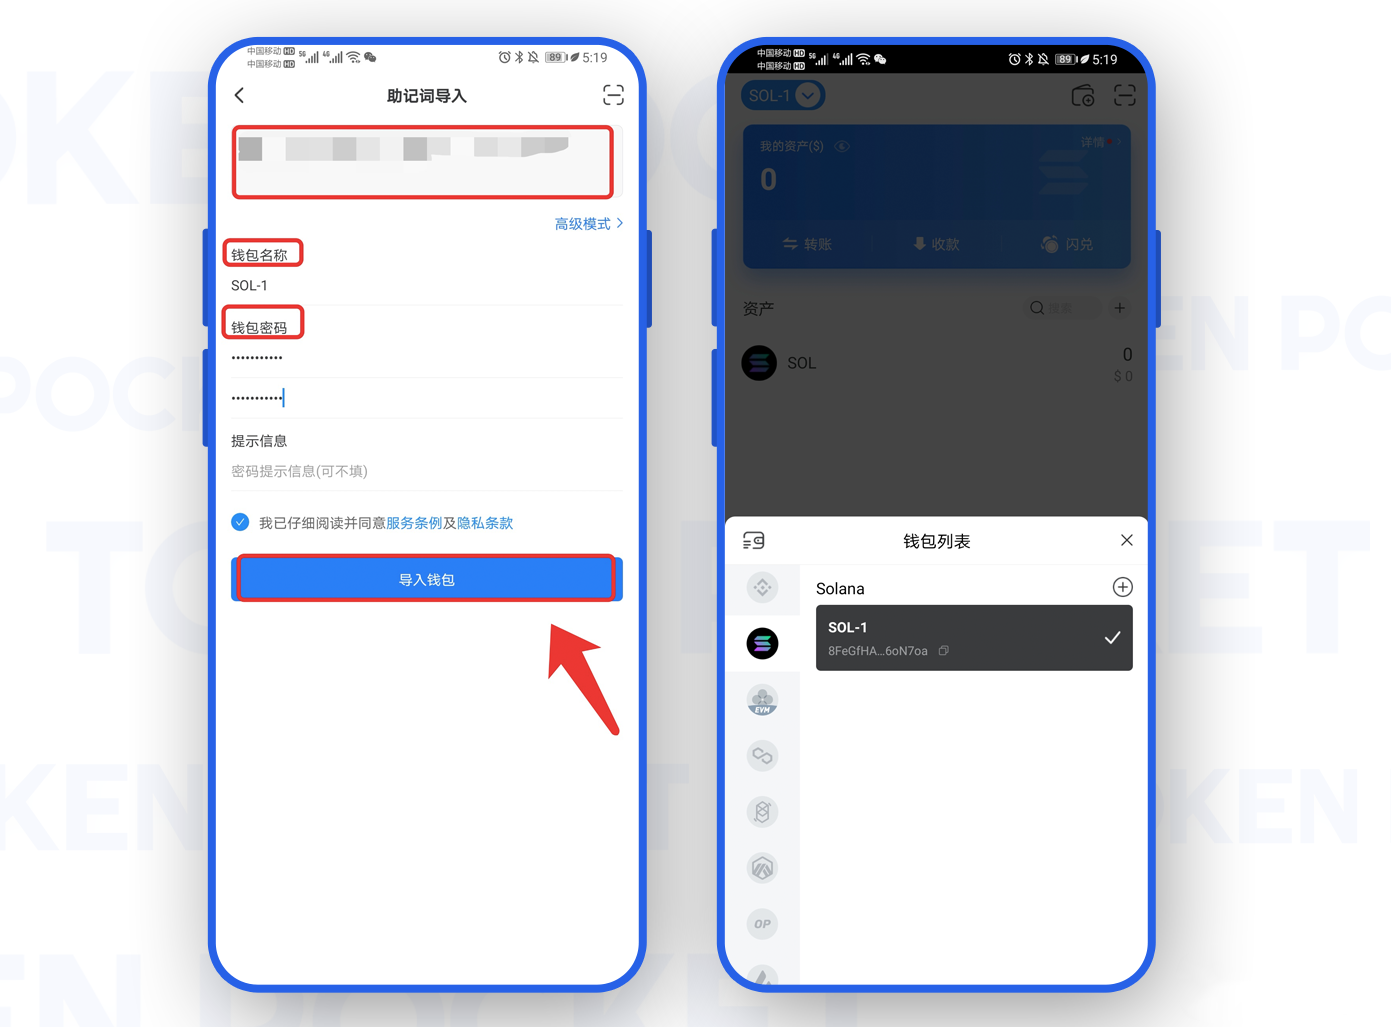 中国移动 HD
中国移动 HD
5G
4G
89
5:19
助记词导入
高级模式
钱包名称
SOL-1
钱包密码
提示信息
密码提示信息(可不填)
我已仔细阅读并同意服务条例及隐私条款
导入钱包
中国移动 HD
中国移动 HD
5G
4G
89
5:19
SOL-1
我的资产($)
详情
0
转账
收款
闪兑
资产
搜索
SOL
0
$ 0
钱包列表
Solana
SOL-1
8FeGfHA...6oN7oa
EVM
OP
TOKEN POCKET